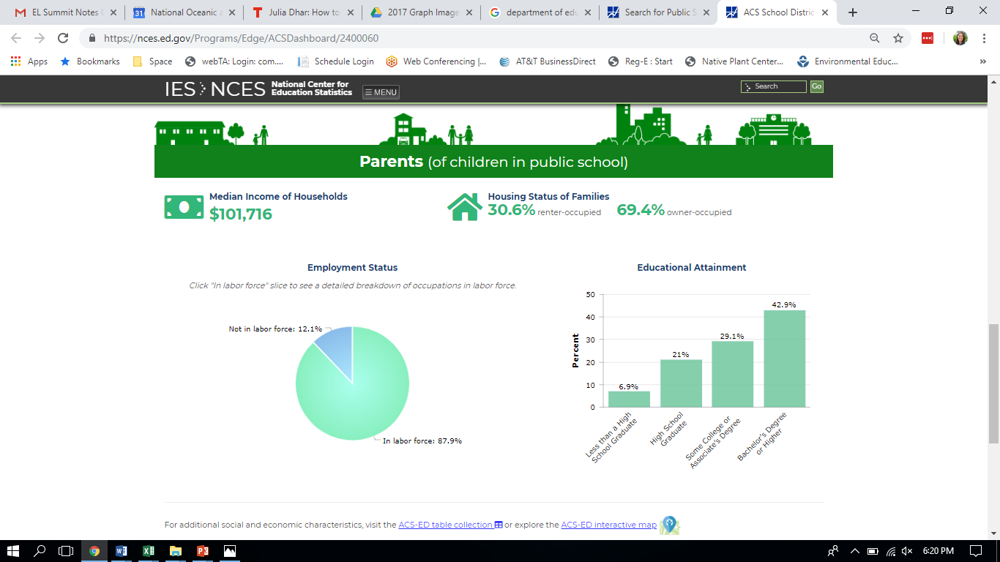 EL Summit Notes
31 National Oceanic a
Julia Dhar: How to
2017 Graph Image
department of edu
Search for Public S
ACS School Distric
https://nces.ed.gov/Programs/Edge/ACSDashboard/2400060
Apps
Bookmarks
Space
webTA: Login: com....
Schedule Login
Web Conferencing |...
AT&T BusinessDirect
Reg-E : Start
Native Plant Center...
Environmental Educ...
»
IES NCES National Center for
Education Statistics
☰ MENU
Search
Go
Parents (of children in public school)
Median Income of Households
$101,716
Housing Status of Families
30.6% renter-occupied 69.4% owner-occupied
Employment Status
Click "In labor force" slice to see a detailed breakdown of occupations in labor force.
Not in labor force: 12.1%
In labor force: 87.9%
Educational Attainment
Percent
50
40
30
20
10
0
6.9%
21%
29.1%
42.9%
Less than a High
School Graduate
High School
Graduate
Some College or
Associate's Degree
Bachelor's Degree
or Higher
For additional social and economic characteristics, visit the ACS-ED table collection or explore the ACS-ED interactive map .
6:20 PM